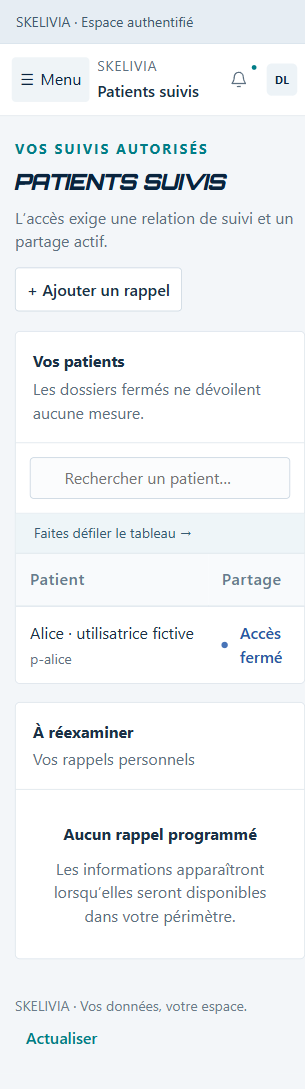 SKELIVIA · Espace authentifié
☰ Menu
SKELIVIA
Patients suivis
DL
VOS SUIVIS AUTORISÉS
PATIENTS SUIVIS
L’accès exige une relation de suivi et un
partage actif.
+ Ajouter un rappel
Vos patients
Les dossiers fermés ne dévoilent
aucune mesure.
Rechercher un patient…
Faites défiler le tableau →
Patient Partage
Alice · utilisatrice fictive
p-alice
Accès
fermé
À réexaminer
Vos rappels personnels
Aucun rappel programmé
Les informations apparaîtront
lorsqu’elles seront disponibles
dans votre périmètre.
SKELIVIA · Vos données, votre espace.
Actualiser